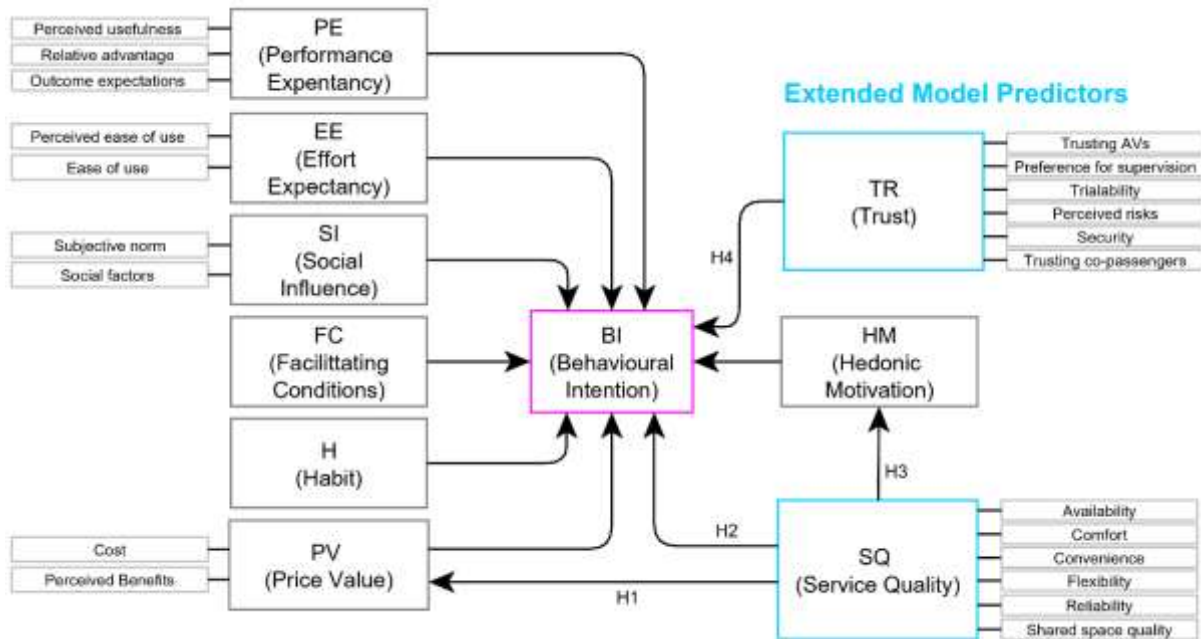 Perceived usefulness
Relative advantage
Outcome expectations
PE
(Performance
Expentancy)
Perceived ease of use
Ease of use
EE
(Effort
Expectancy)
Subjective norm
Social factors
SI
(Social
Influence)
FC
(Facilittating
Conditions)
H
(Habit)
Cost
Perceived Benefits
PV
(Price Value)
BI
(Behavioural
Intention)
Extended Model Predictors
TR
(Trust)
Trusting AVs
Preference for supervision
Trialability
Perceived risks
Security
Trusting co-passengers
H4
HM
(Hedonic
Motivation)
H3
H2
H1
SQ
(Service Quality)
Availability
Comfort
Convenience
Flexibility
Reliability
Shared space quality